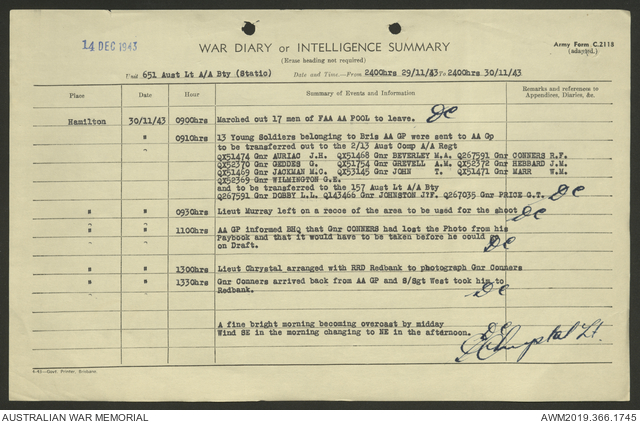 14 DEC 1943
WAR DIARY or INTELLIGENCE SUMMARY
(Erase heading not required)
Army Form C.2118
(adapted.)
Unit 651 Aust Lt A/A Bty (Static) Date and Time—From 2400hrs 29/11/43 To 2400hrs 30/11/43
Place Date Hour Summary of Events and Information Remarks and references to Appendices, Diaries, &c.
Hamilton 30/11/43 0900hrs Marched out 17 men of FAA AA POOL to leave. DC
" 0910hrs 13 Young Soldiers belonging to Bris AA GP were sent to AA Gp
to be transferred out to the 2/13 Aust Comp A/A Regt
QX51474 Gnr AURIAC J.H. QX51468 Gnr BEVERLEY M.A. Q267591 Gnr CONNERS R.F.
QX52370 Gnr GEDDES G. QX51754 Gnr GREVELL A.M. QX52372 Gnr HEBBARD J.M.
QX51469 Gnr JACKMAN M.C. QX53145 Gnr JOHN T. QX51471 Gnr MARR W.M.
QX52369 Gnr WILMINGTON G.E.
and to be transferred to the 157 Aust Lt A/A Bty
Q267591 Gnr DOBBY L.L. Q143466 Gnr JOHNSTON J?F. Q267035 Gnr PRICE G.T. DC
" " 0930hrs Lieut Murray left on a recce of the area to be used for the shoot DC
" " 1100hrs AA GP informed BHQ that Gnr CONNERS had lost the Photo from his
Paybook and that it would have to be taken before he could go
on Draft. DC
" " 1300hrs Lieut Chrystal arranged with RRD Redbank to photograph Gnr Conners
" " 1330hrs Gnr Conners arrived back from AA GP and S/Sgt West took him to
Redbank. DC
A fine bright morning becoming overcast by midday
Wind SE in the morning changing to NE in the afternoon.
Chrystal Lt.
6-42—Govt. Printer, Brisbane.
AUSTRALIAN WAR MEMORIAL
AWM2019.366.1745